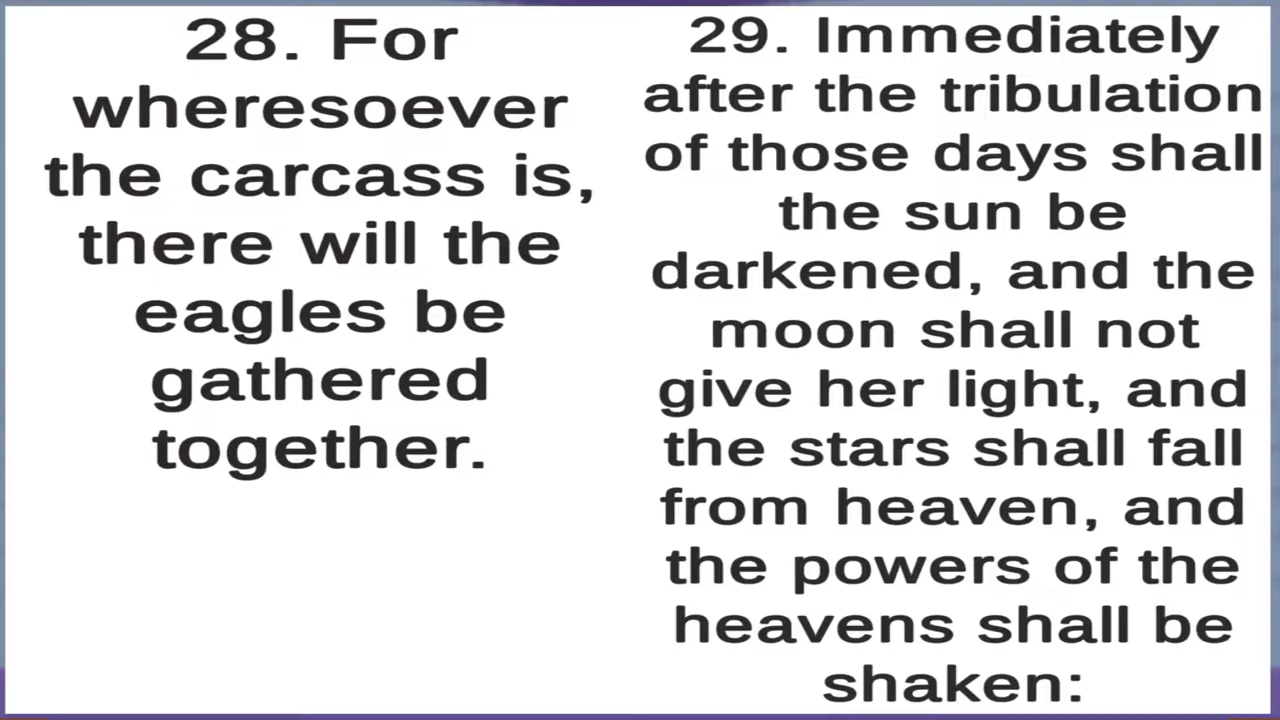 28. For
wheresoever
the carcass is,
there will the
eagles be
gathered
together.
29. Immediately
after the tribulation
of those days shall
the sun be
darkened, and the
moon shall not
give her light, and
the stars shall fall
from heaven, and
the powers of the
heavens shall be
shaken: